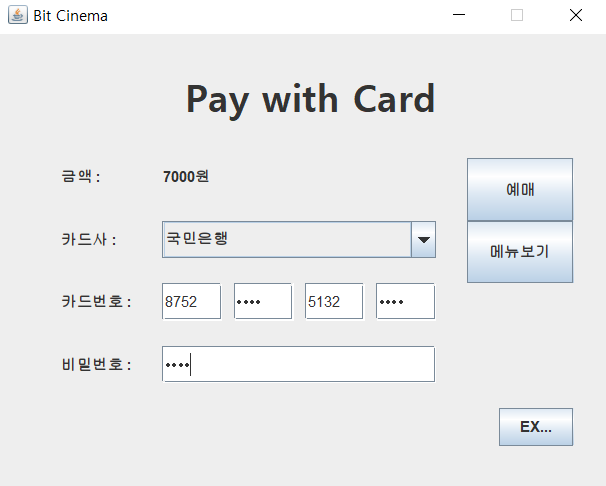 Bit Cinema
Pay with Card
금액 : 7000원
예매
카드사 : 국민은행
메뉴보기
카드번호 : 8752 •••• 5132 ••••
비밀번호 : ••••
EX...